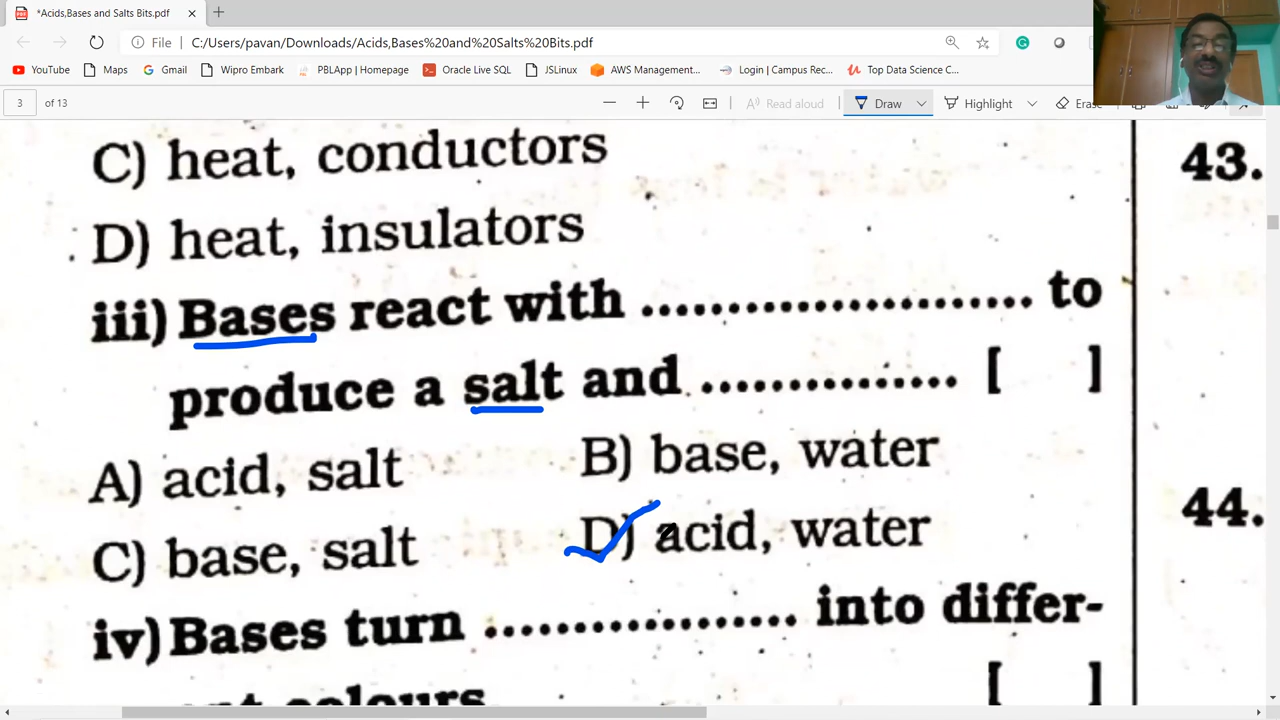 *Acids,Bases and Salts Bits.pdf
File C:/Users/pavan/Downloads/Acids,Bases%20and%20Salts%20Bits.pdf
YouTube Maps Gmail Wipro Embark PBLApp | Homepage Oracle Live SQL JSLinux AWS Management... Login | Campus Rec... Top Data Science C...
3 of 13 Read aloud Draw Highlight Erase
C) heat, conductors
D) heat, insulators
iii) Bases react with ........................ to
produce a salt and ................ [ ]
A) acid, salt B) base, water
C) base, salt D) acid, water
iv) Bases turn ................... into differ-
colours [ ]
43.
44.